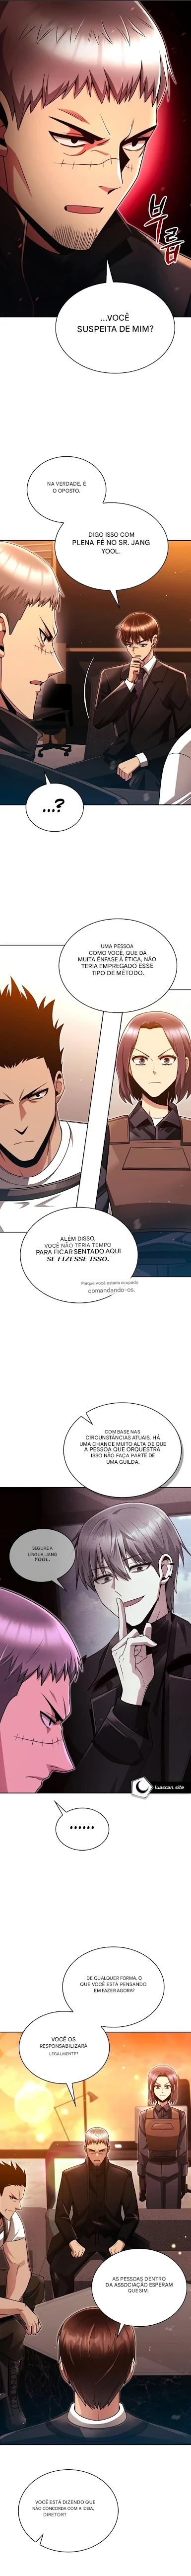 부릅
...VOCÊ
SUSPEITA DE MIM?
NA VERDADE, É
O OPOSTO.
DIGO ISSO COM
PLENA FÉ NO SR. JANG
YOOL.
...?
UMA PESSOA
COMO VOCÊ, QUE DÁ
MUITA ÊNFASE À ÉTICA, NÃO
TERIA EMPREGADO ESSE
TIPO DE MÉTODO.
ALÉM DISSO,
VOCÊ NÃO TERIA TEMPO
PARA FICAR SENTADO AQUI
SE FIZESSE ISSO.
Porque você estaria ocupado
comandando-os.
COM BASE NAS
CIRCUNSTÂNCIAS ATUAIS, HÁ
UMA CHANCE MUITO ALTA DE QUE
A PESSOA QUE ORQUESTRA
ISSO NÃO FAÇA PARTE DE
UMA GUILDA.
SEGURE A
LÍNGUA, JANG
YOOL.
luascan.site
......
DE QUALQUER FORMA, O
QUE VOCÊ ESTÁ PENSANDO
EM FAZER AGORA?
VOCÊ OS
RESPONSABILIZARÁ
LEGALMENTE?
AS PESSOAS DENTRO
DA ASSOCIAÇÃO ESPERAM
QUE SIM.
VOCÊ ESTÁ DIZENDO QUE
NÃO CONCORDA COM A IDEIA,
DIRETOR?